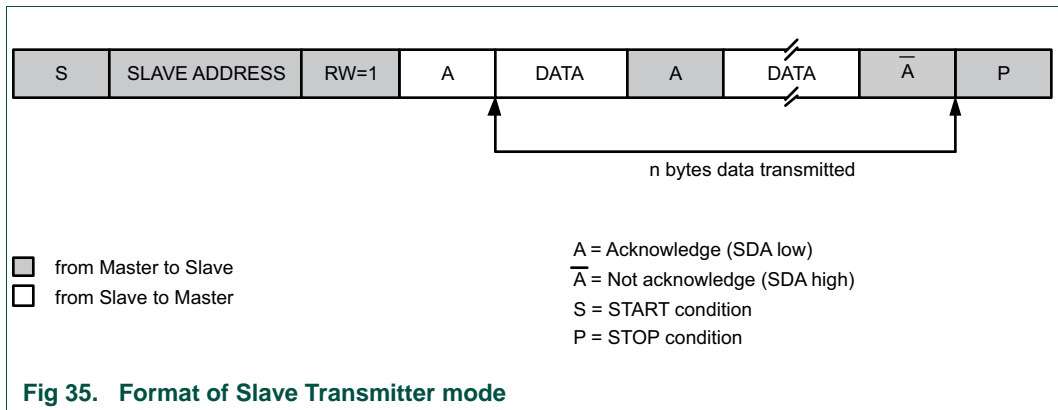 S SLAVE ADDRESS RW=1 A DATA A DATA A̅ P
n bytes data transmitted
from Master to Slave
from Slave to Master
A = Acknowledge (SDA low)
A̅ = Not acknowledge (SDA high)
S = START condition
P = STOP condition
Fig 35. Format of Slave Transmitter mode